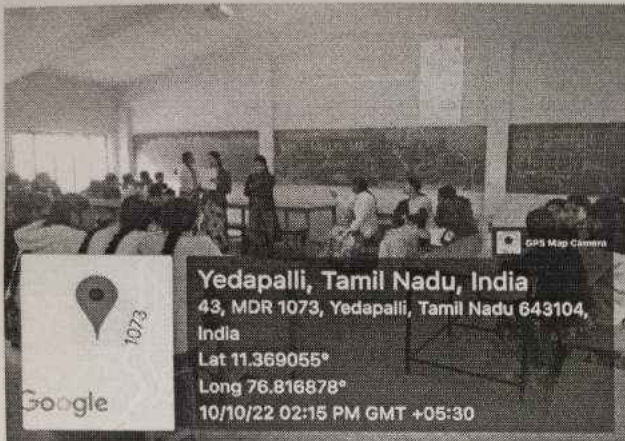 GPS Map Camera
1073
Google
Yedapalli, Tamil Nadu, India
43, MDR 1073, Yedapalli, Tamil Nadu 643104,
India
Lat 11.369055°
Long 76.816878°
10/10/22 02:15 PM GMT +05:30